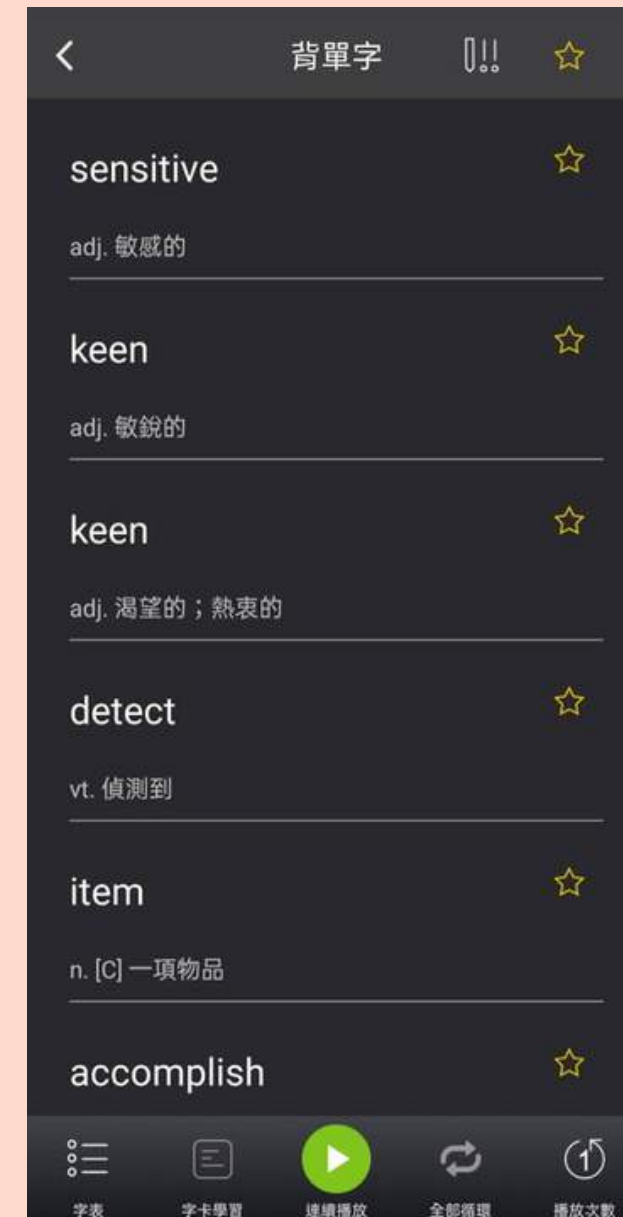 背單字
sensitive
adj. 敏感的
keen
adj. 敏銳的
keen
adj. 渴望的；熱衷的
detect
vt. 偵測到
item
n. [C] 一項物品
accomplish
1
字表 字卡學習 連續播放 全部循環 播放次數